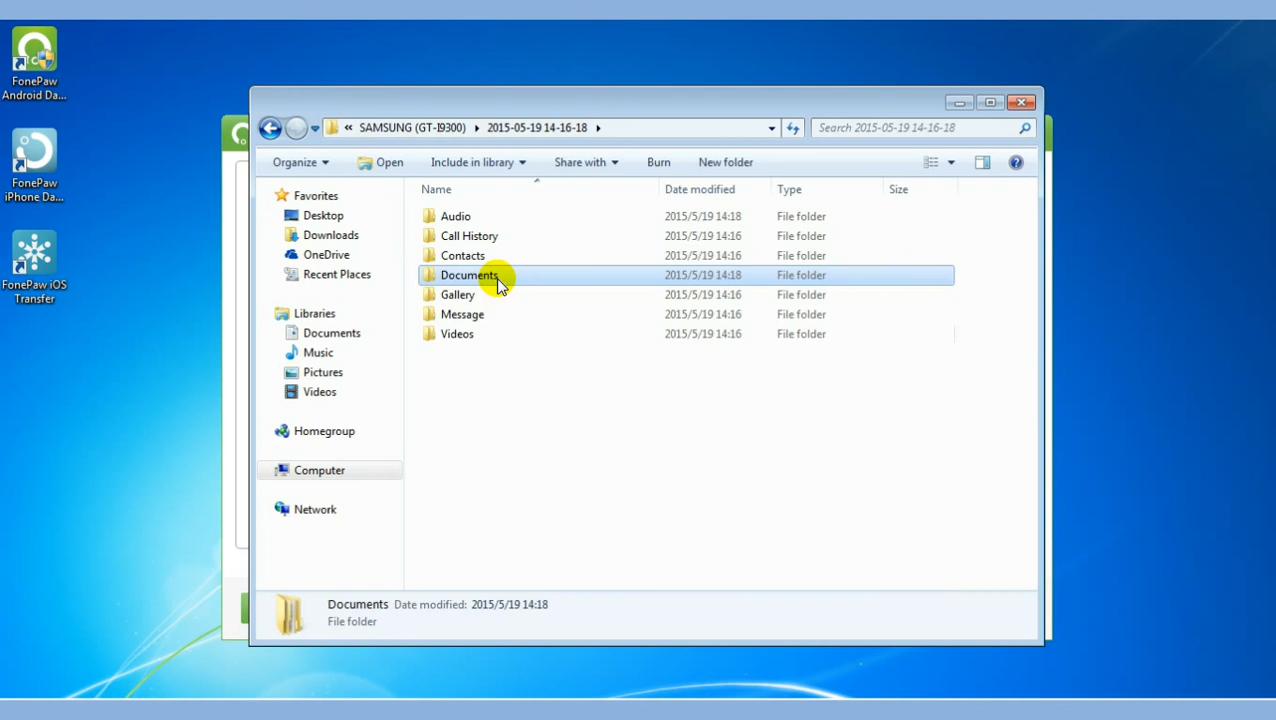 FonePaw
Android Da...
FonePaw
iPhone Da...
FonePaw iOS
Transfer
« SAMSUNG (GT-I9300) 2015-05-19 14-16-18
Search 2015-05-19 14-16-18
Organize Open Include in library Share with Burn New folder
Favorites
Desktop
Downloads
OneDrive
Recent Places
Libraries
Documents
Music
Pictures
Videos
Homegroup
Computer
Network
Name Date modified Type Size
Audio 2015/5/19 14:18 File folder
Call History 2015/5/19 14:16 File folder
Contacts 2015/5/19 14:16 File folder
Documents 2015/5/19 14:18 File folder
Gallery 2015/5/19 14:16 File folder
Message 2015/5/19 14:16 File folder
Videos 2015/5/19 14:16 File folder
Documents Date modified: 2015/5/19 14:18
File folder